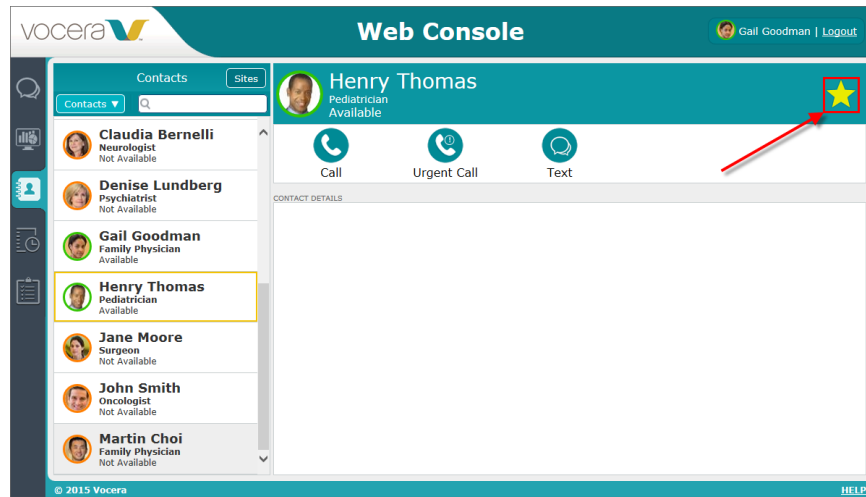 vocera
Web Console
Gail Goodman | Logout
Contacts
Sites
Contacts ▼
Claudia Bernelli
Neurologist
Not Available
Denise Lundberg
Psychiatrist
Not Available
Gail Goodman
Family Physician
Available
Henry Thomas
Pediatrician
Available
Jane Moore
Surgeon
Not Available
John Smith
Oncologist
Not Available
Martin Choi
Family Physician
Not Available
Henry Thomas
Pediatrician
Available
Call
Urgent Call
Text
CONTACT DETAILS
© 2015 Vocera
HELP